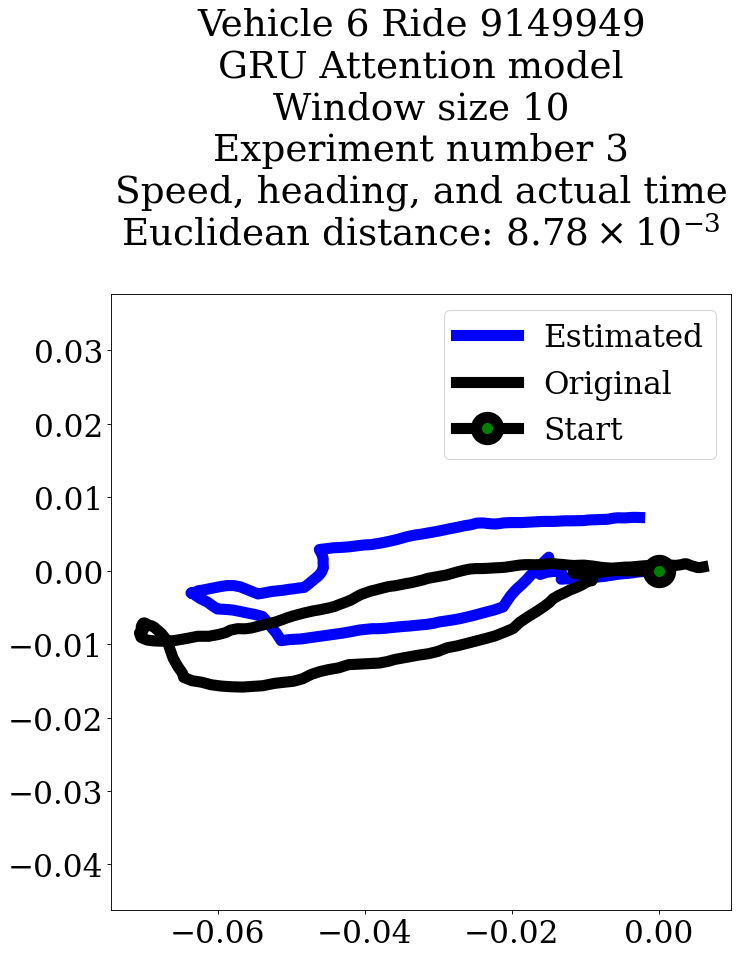 Vehicle 6 Ride 9149949
GRU Attention model
Window size 10
Experiment number 3
Speed, heading, and actual time
Euclidean distance: 8.78 × 10⁻³
Estimated
Original
Start
0.03
0.02
0.01
0.00
−0.01
−0.02
−0.03
−0.04
−0.06 −0.04 −0.02 0.00